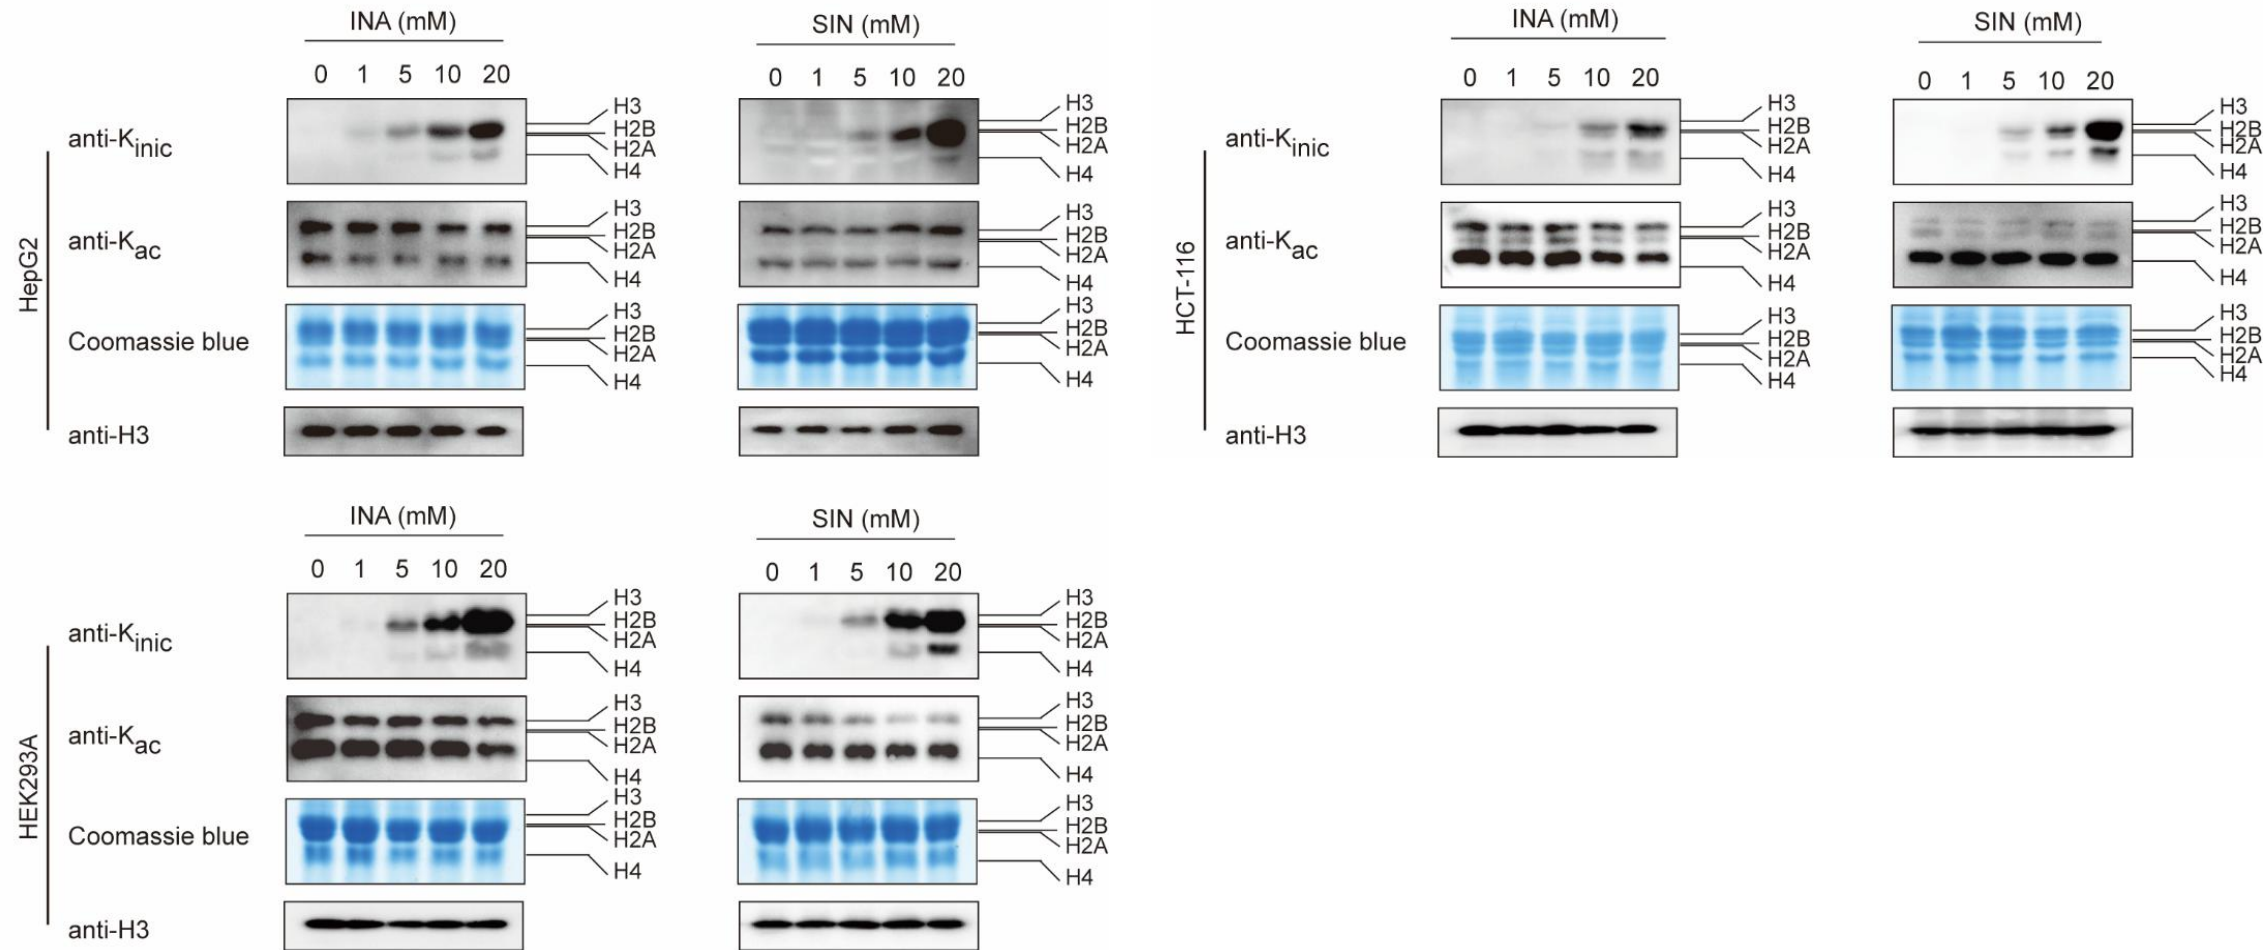 INA (mM)
0 1 5 10 20
SIN (mM)
0 1 5 10 20
HepG2
anti-Kinic
H3
H2B
H2A
H4
H3
H2B
H2A
H4
anti-Kac
H3
H2B
H2A
H4
H3
H2B
H2A
H4
Coomassie blue
H3
H2B
H2A
H4
H3
H2B
H2A
H4
anti-H3
INA (mM)
0 1 5 10 20
SIN (mM)
0 1 5 10 20
HCT-116
anti-Kinic
H3
H2B
H2A
H4
H3
H2B
H2A
H4
anti-Kac
H3
H2B
H2A
H4
H3
H2B
H2A
H4
Coomassie blue
H3
H2B
H2A
H4
H3
H2B
H2A
H4
anti-H3
INA (mM)
0 1 5 10 20
SIN (mM)
0 1 5 10 20
HEK293A
anti-Kinic
H3
H2B
H2A
H4
H3
H2B
H2A
H4
anti-Kac
H3
H2B
H2A
H4
H3
H2B
H2A
H4
Coomassie blue
H3
H2B
H2A
H4
H3
H2B
H2A
H4
anti-H3